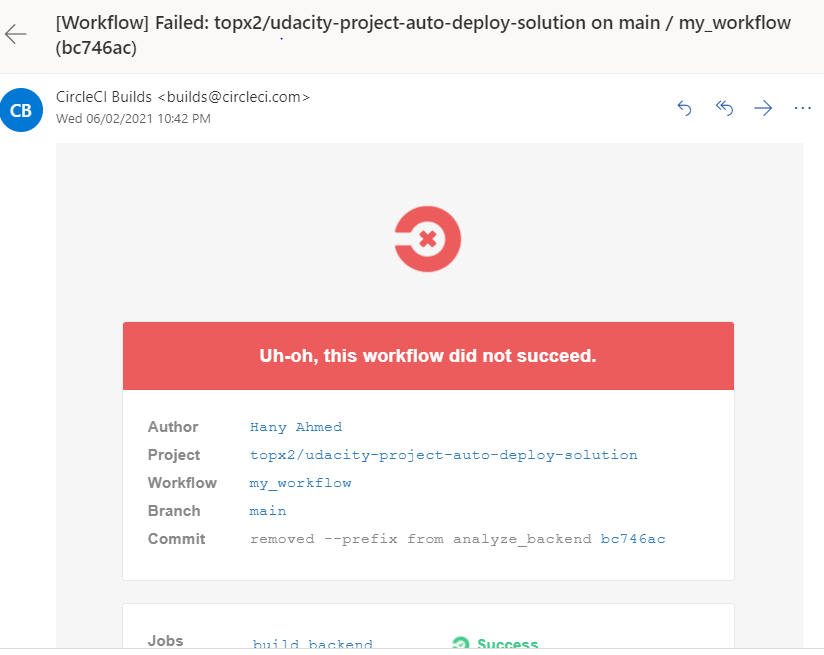 [Workflow] Failed: topx2/udacity-project-auto-deploy-solution on main / my_workflow
(bc746ac)
CB
CircleCI Builds <builds@circleci.com>
Wed 06/02/2021 10:42 PM
Uh-oh, this workflow did not succeed.
Author Hany Ahmed
Project topx2/udacity-project-auto-deploy-solution
Workflow my_workflow
Branch main
Commit removed --prefix from analyze_backend bc746ac
Jobs build_backend Success